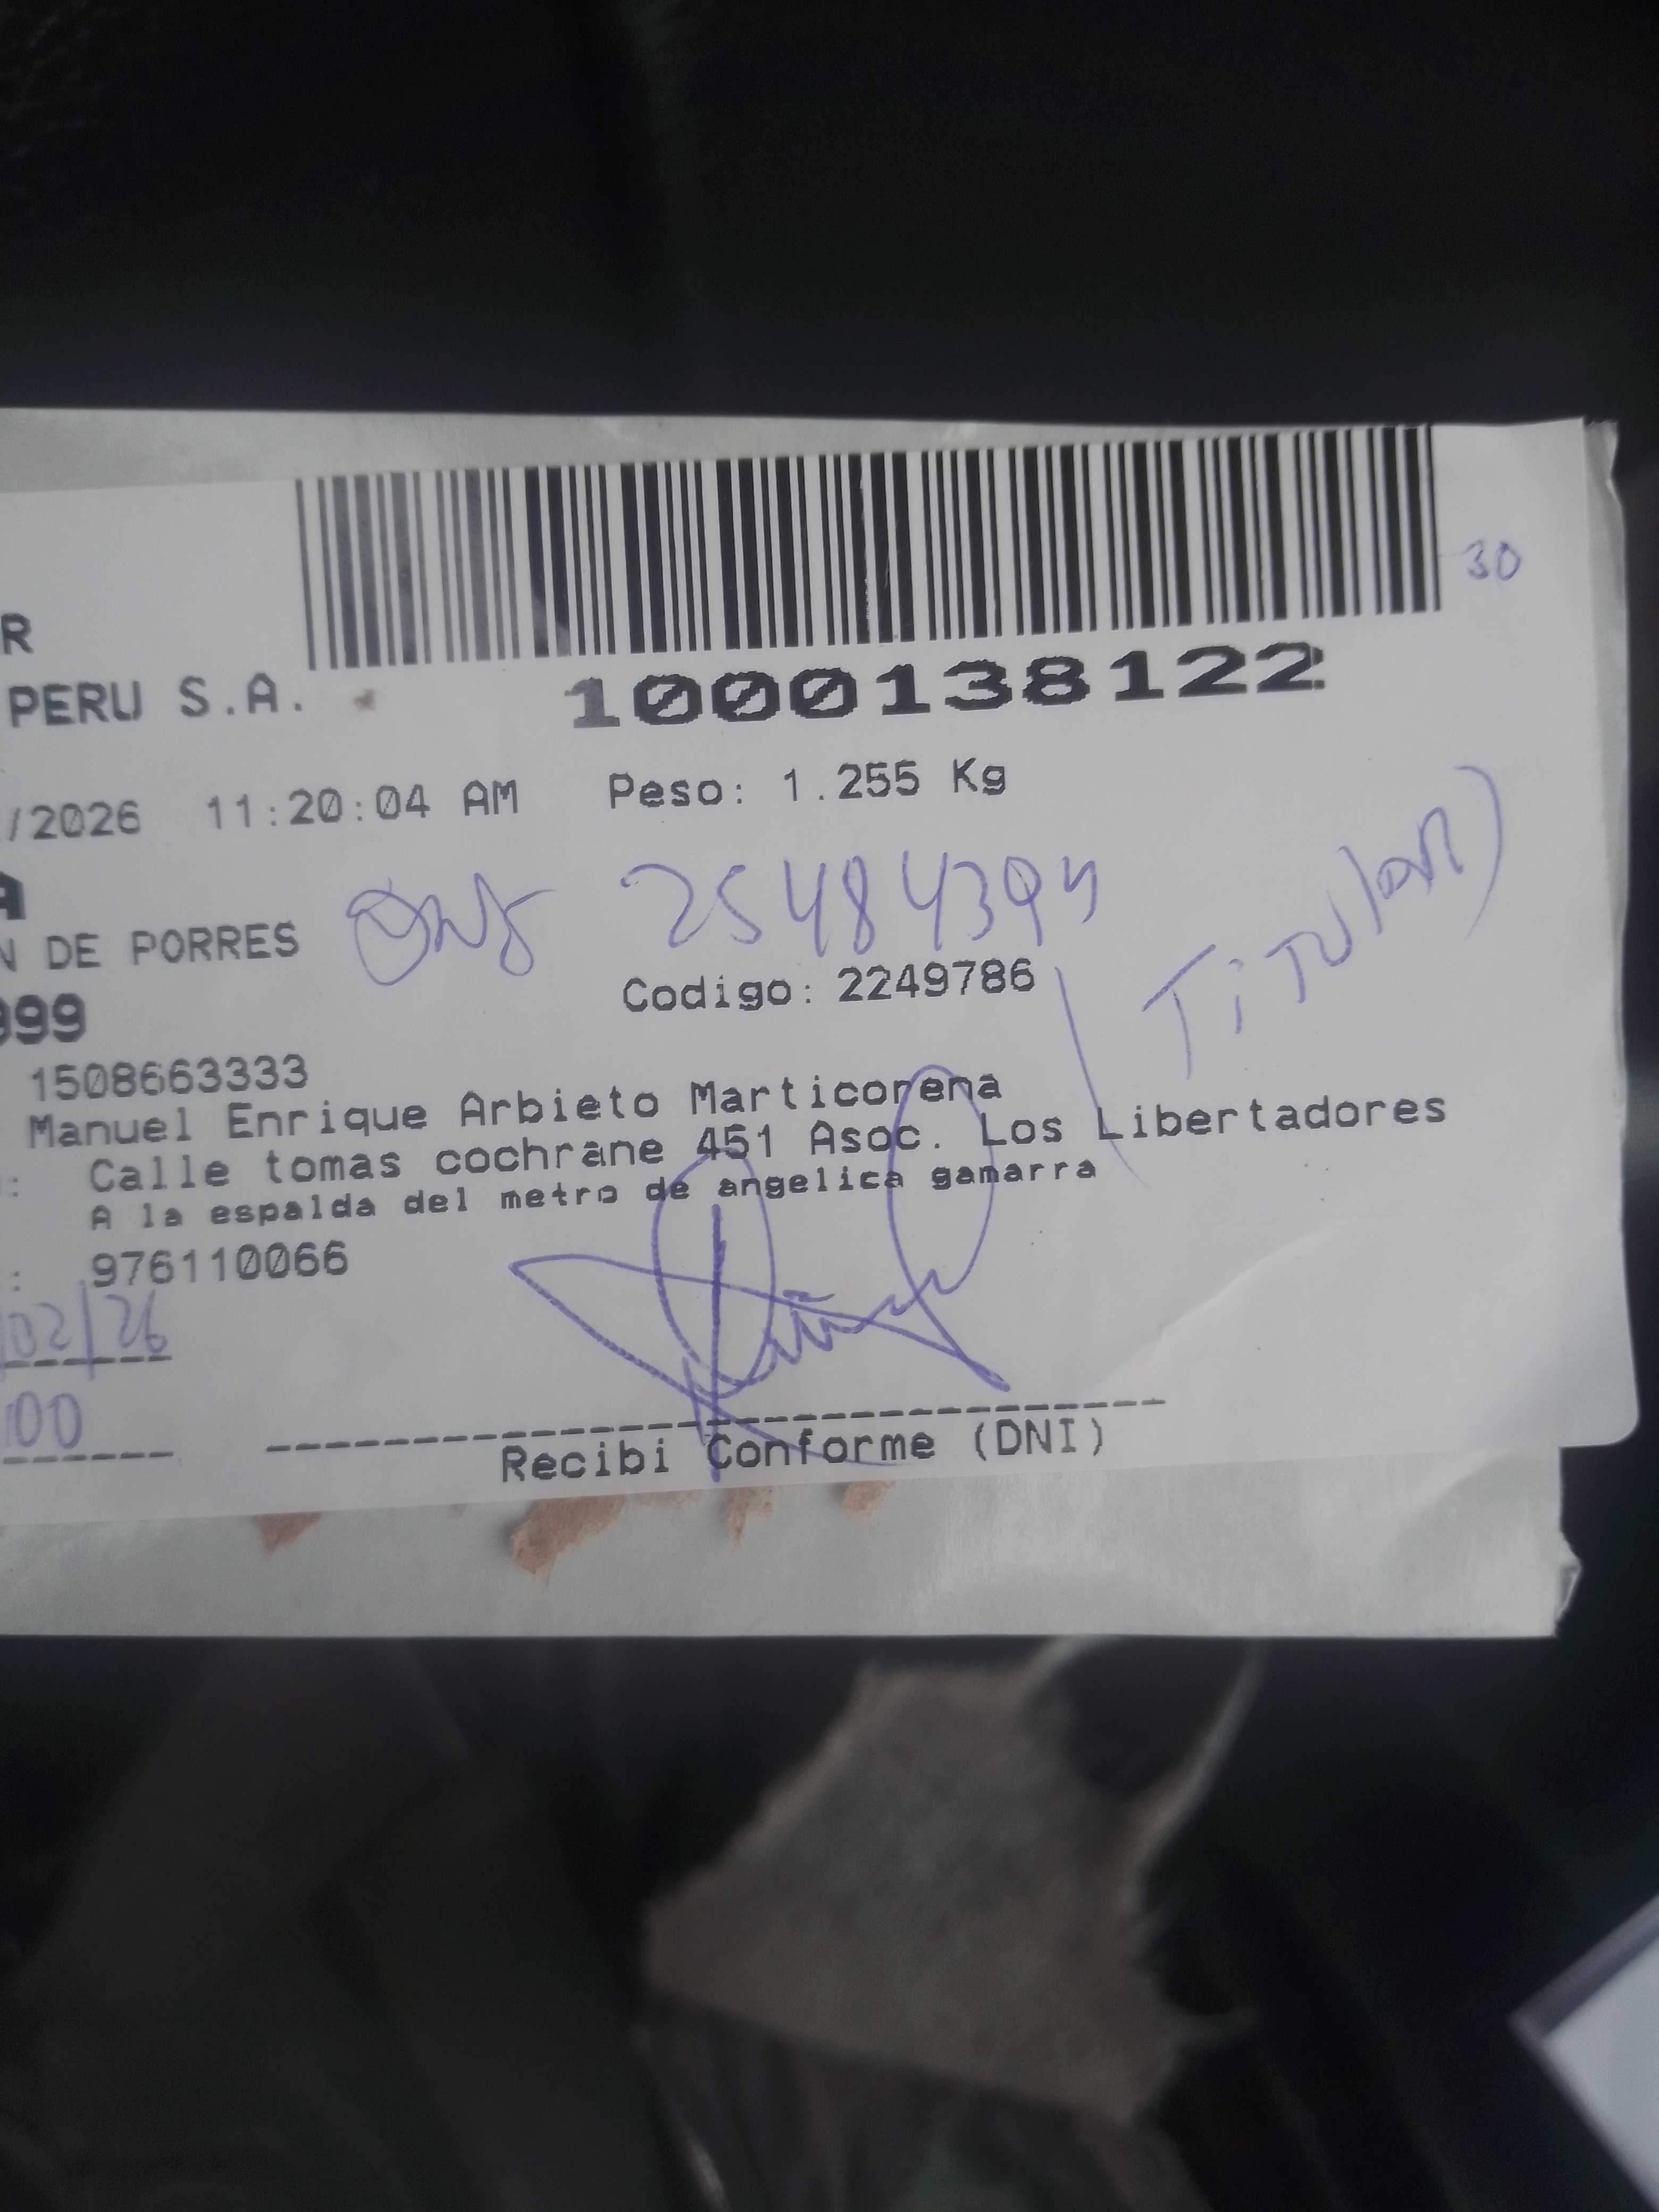 30
R
PERU S.A.
1000138122
/2026 11:20:04 AM Peso: 1.255 Kg
A
N DE PORRES DNI 25484394
(Titular)
Codigo: 2249786
999
1508663333
Manuel Enrique Arbieto Marticorena
: Calle tomas cochrane 451 Asoc. Los Libertadores
A la espalda del metro de angelica gamarra
: 976110066
02/26
00
Recibi Conforme (DNI)